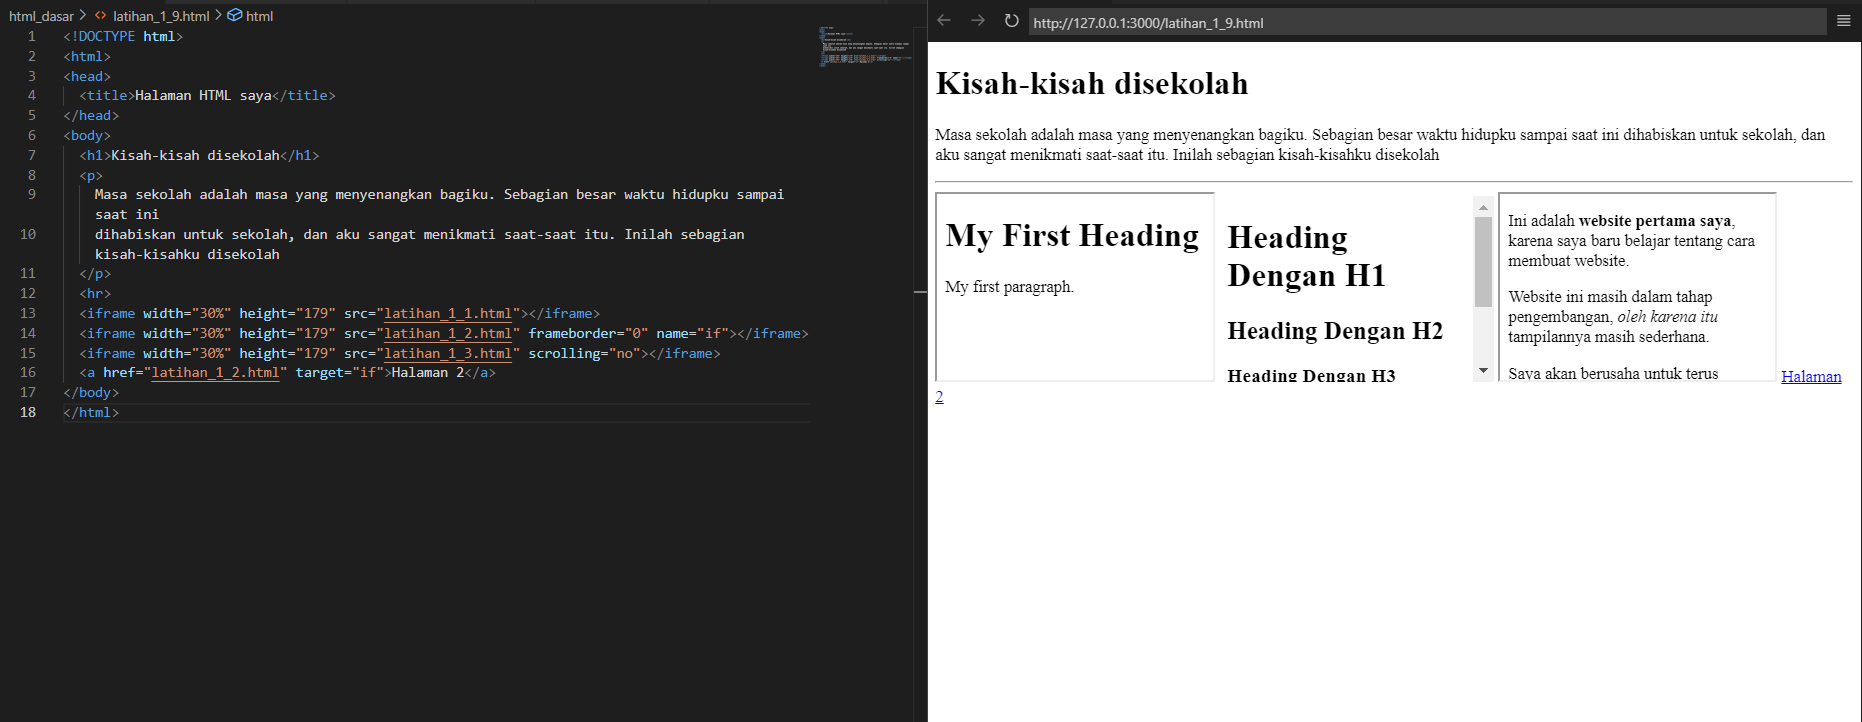 html_dasar > latihan_1_9.html > html
1 <!DOCTYPE html>
2 <html>
3 <head>
4 <title>Halaman HTML saya</title>
5 </head>
6 <body>
7 <h1>Kisah-kisah disekolah</h1>
8 <p>
9 Masa sekolah adalah masa yang menyenangkan bagiku. Sebagian besar waktu hidupku sampai
saat ini
10 dihabiskan untuk sekolah, dan aku sangat menikmati saat-saat itu. Inilah sebagian
kisah-kisahku disekolah
11 </p>
12 <hr>
13 <iframe width="30%" height="179" src="latihan_1_1.html"></iframe>
14 <iframe width="30%" height="179" src="latihan_1_2.html" frameborder="0" name="if"></iframe>
15 <iframe width="30%" height="179" src="latihan_1_3.html" scrolling="no"></iframe>
16 <a href="latihan_1_2.html" target="if">Halaman 2</a>
17 </body>
18 </html>
http://127.0.0.1:3000/latihan_1_9.html
Kisah-kisah disekolah
Masa sekolah adalah masa yang menyenangkan bagiku. Sebagian besar waktu hidupku sampai saat ini dihabiskan untuk sekolah, dan
aku sangat menikmati saat-saat itu. Inilah sebagian kisah-kisahku disekolah
My First Heading
My first paragraph.
Heading
Dengan H1
Heading Dengan H2
Heading Dengan H3
Ini adalah website pertama saya,
karena saya baru belajar tentang cara
membuat website.
Website ini masih dalam tahap
pengembangan, oleh karena itu
tampilannya masih sederhana.
Saya akan berusaha untuk terus
Halaman
2